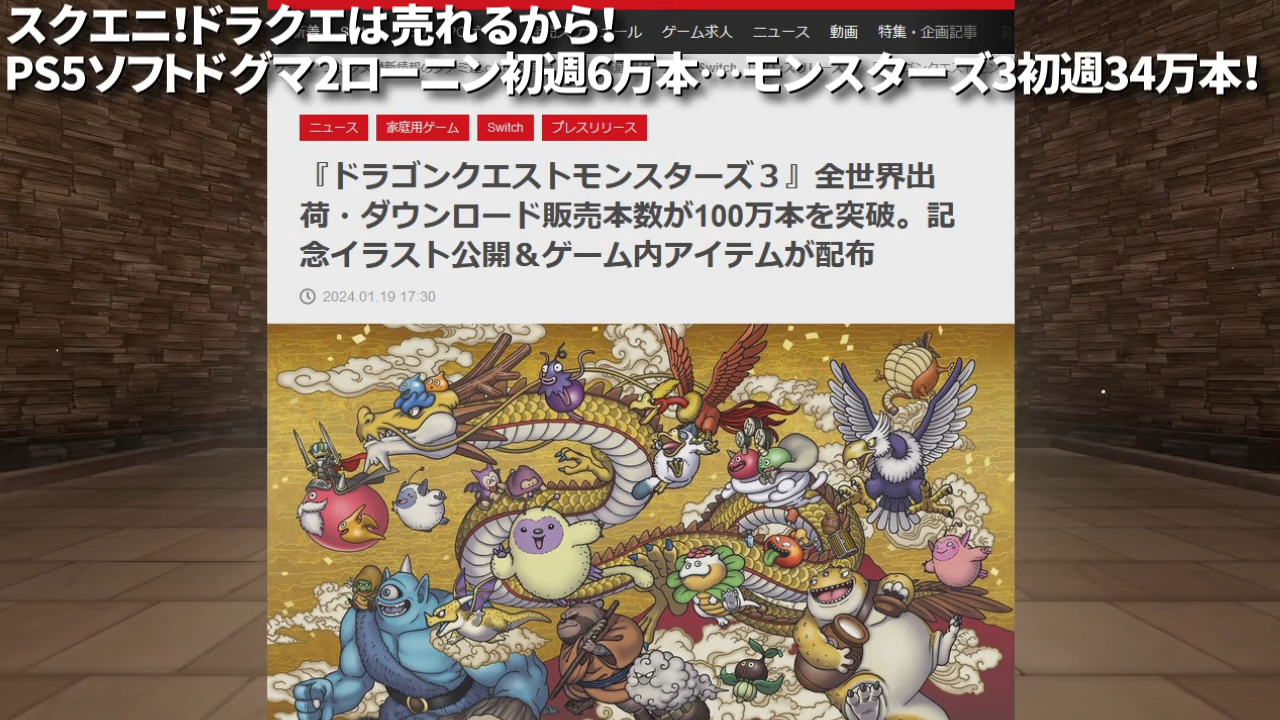 スクエニ!ドラクエは売れるから!
ール ゲーム求人 ニュース 動画 特集・企画記事
PS5ソフトドグマ2ローニン初週6万本…モンスターズ3初週34万本!
ニュース 家庭用ゲーム Switch プレスリリース
『ドラゴンクエストモンスターズ3』全世界出
荷・ダウンロード販売本数が100万本を突破。記
念イラスト公開&ゲーム内アイテムが配布
2024.01.19 17:30